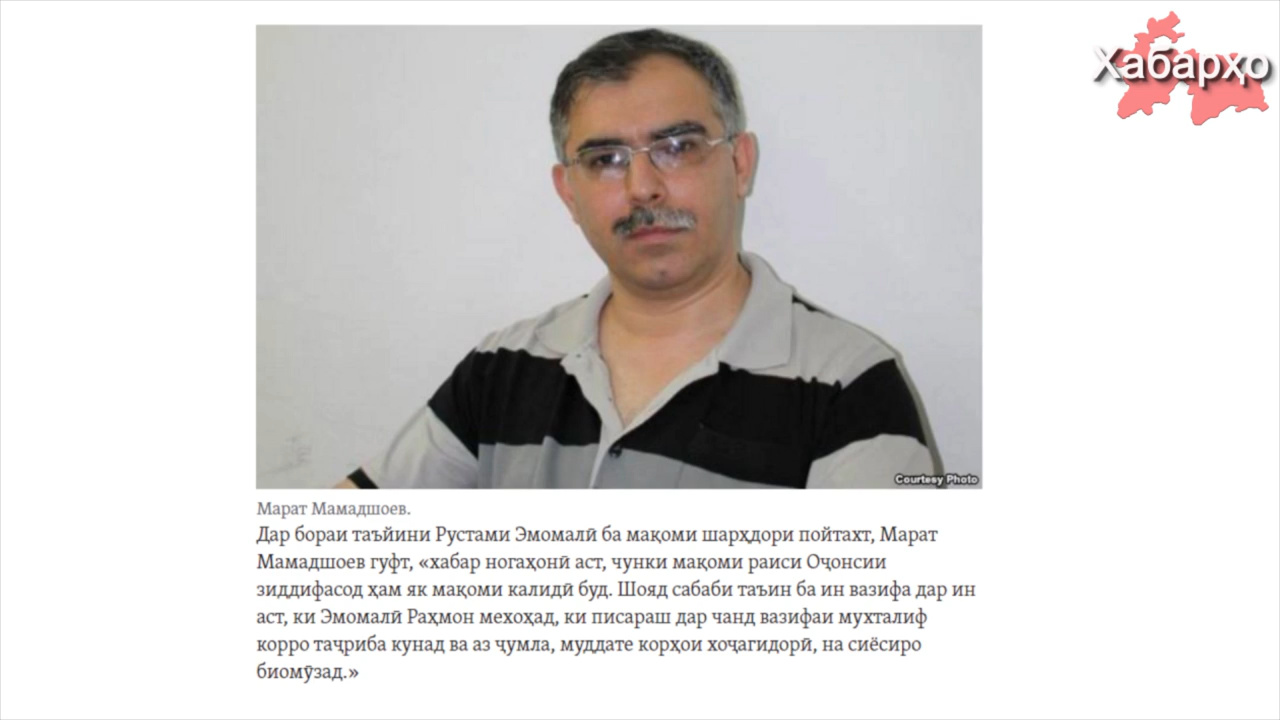 Хабарҳо
Courtesy Photo
Марат Мамадшоев.
Дар бораи таъйини Рустами Эмомалӣ ба мақоми шарҳдори пойтахт, Марат
Мамадшоев гуфт, «хабар ногаҳонӣ аст, чунки мақоми раиси Оҷонсии
зиддифасод ҳам як мақоми калидӣ буд. Шояд сабаби таъин ба ин вазифа дар ин
аст, ки Эмомалӣ Раҳмон мехоҳад, ки писараш дар чанд вазифаи мухталиф
корро таҷриба кунад ва аз ҷумла, муддате корҳои хоҷагидорӣ, на сиёсиро
биомӯзад.»